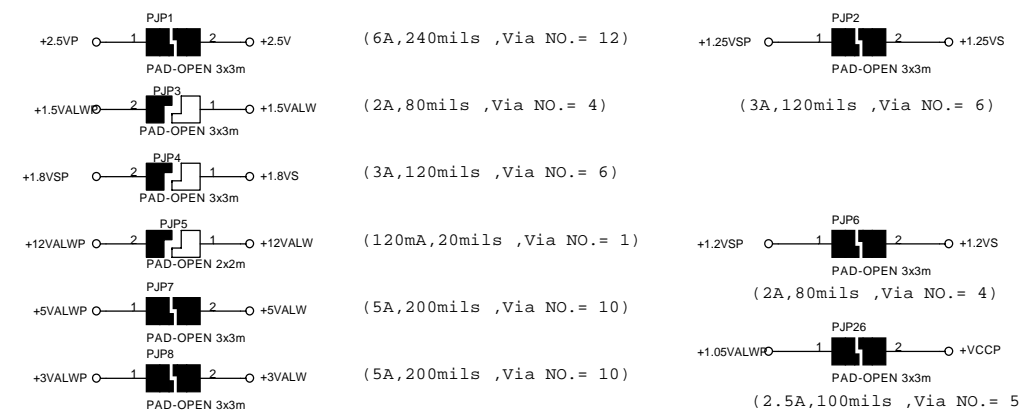 PJP1
+2.5VP 1 2 +2.5V (6A,240mils ,Via NO.= 12)
PAD-OPEN 3x3m
PJP3
+1.5VALWP 2 1 +1.5VALW (2A,80mils ,Via NO.= 4)
PAD-OPEN 3x3m
PJP4
+1.8VSP 2 1 +1.8VS (3A,120mils ,Via NO.= 6)
PAD-OPEN 3x3m
PJP5
+12VALWP 2 1 +12VALW (120mA,20mils ,Via NO.= 1)
PAD-OPEN 2x2m
PJP7
+5VALWP 1 2 +5VALW (5A,200mils ,Via NO.= 10)
PAD-OPEN 3x3m
PJP8
+3VALWP 1 2 +3VALW (5A,200mils ,Via NO.= 10)
PAD-OPEN 3x3m
PJP2
+1.25VSP 1 2 +1.25VS
PAD-OPEN 3x3m
(3A,120mils ,Via NO.= 6)
PJP6
+1.2VSP 1 2 +1.2VS
PAD-OPEN 3x3m
(2A,80mils ,Via NO.= 4)
PJP26
+1.05VALWP 1 2 +VCCP
PAD-OPEN 3x3m
(2.5A,100mils ,Via NO.= 5